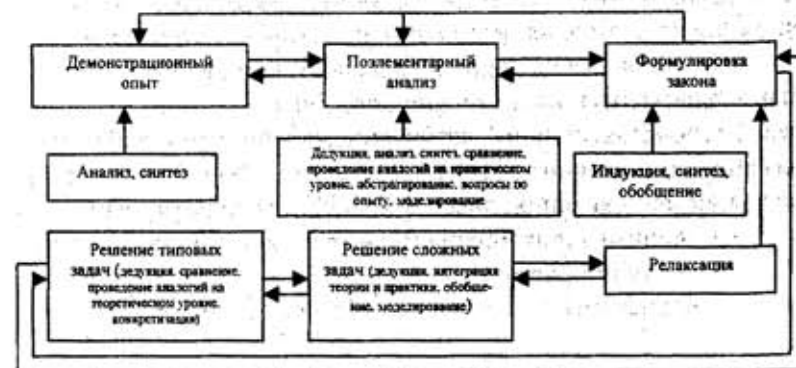 Демонстрационный
опыт
Поэлементарный
анализ
Формулировка
закона
Анализ, синтез
Дедукция, анализ, синтез, сравнение,
проведение аналогий на практическом
уровне, абстрагирование, вопросы по
опыту, моделирование
Индукция, синтез,
обобщение
Решение типовых
задач (дедукция, сравнение,
проведение аналогий на
теоретическом уровне,
конкретизация)
Решение сложных
задач (дедукция, интеграция
теории и практики, обобще-
ние, моделирование)
Релаксация